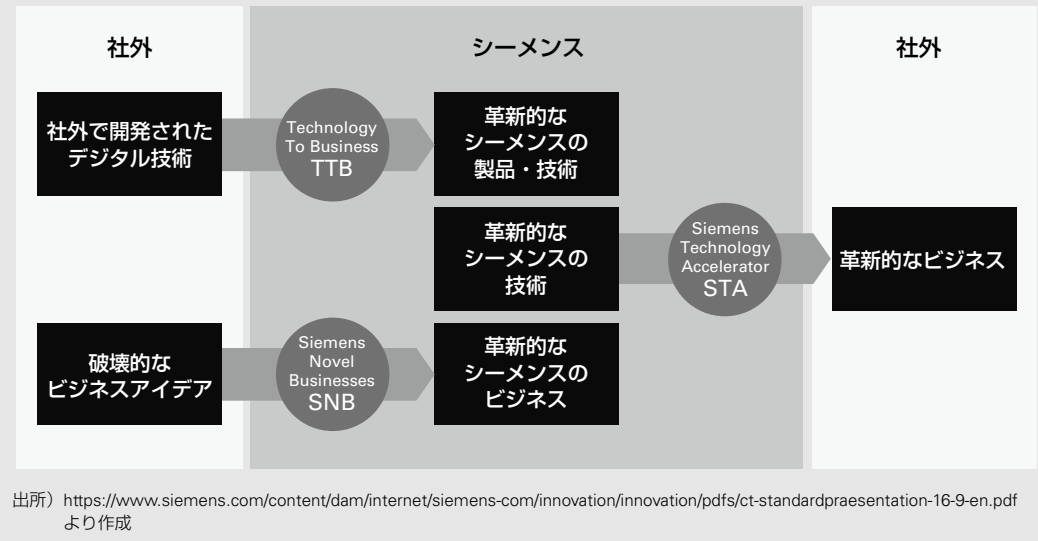 社外
シーメンス
社外
社外で開発された
デジタル技術
Technology
To Business
TTB
革新的な
シーメンスの
製品・技術
革新的な
シーメンスの
技術
Siemens
Technology
Accelerator
STA
革新的なビジネス
破壊的な
ビジネスアイデア
Siemens
Novel
Businesses
SNB
革新的な
シーメンスの
ビジネス
出所）https://www.siemens.com/content/dam/internet/siemens-com/innovation/innovation/pdfs/ct-standardpraesentation-16-9-en.pdf
より作成